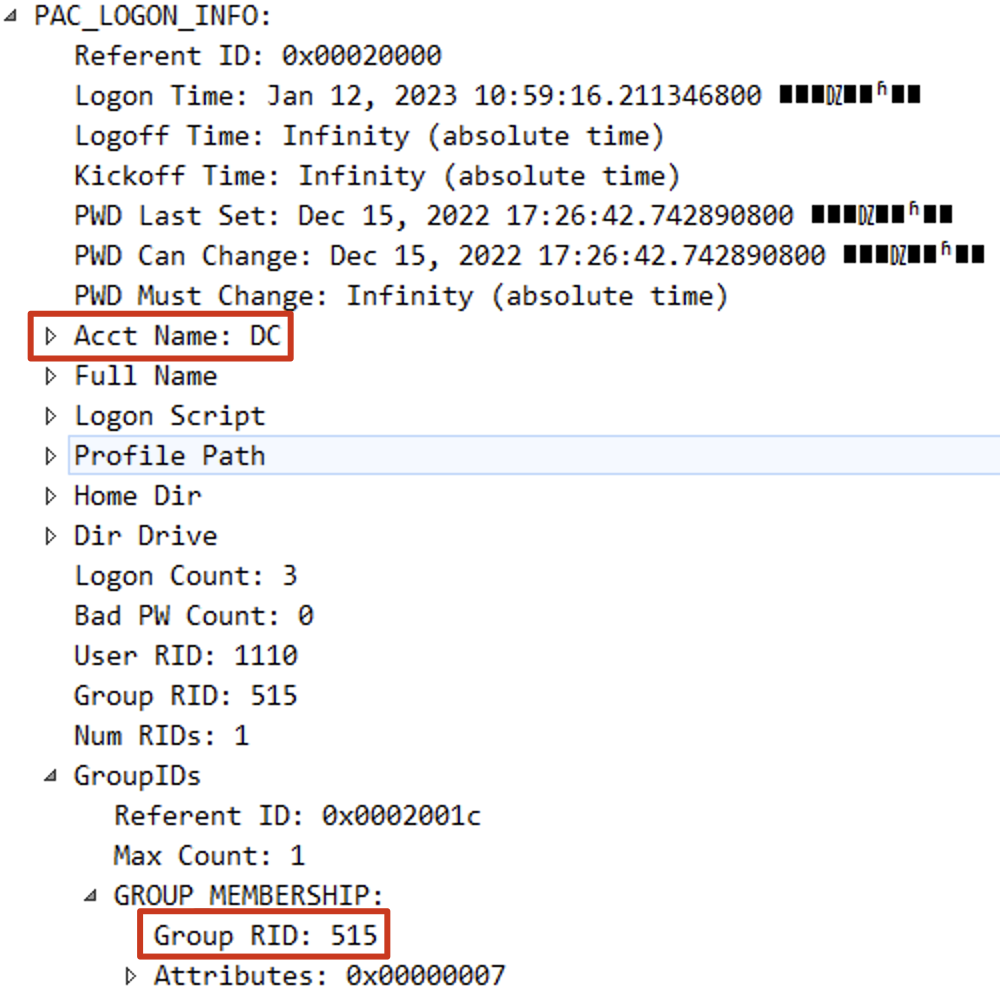 PAC_LOGON_INFO:
Referent ID: 0x00020000
Logon Time: Jan 12, 2023 10:59:16.211346800
Logoff Time: Infinity (absolute time)
Kickoff Time: Infinity (absolute time)
PWD Last Set: Dec 15, 2022 17:26:42.742890800
PWD Can Change: Dec 15, 2022 17:26:42.742890800
PWD Must Change: Infinity (absolute time)
Acct Name: DC
Full Name
Logon Script
Profile Path
Home Dir
Dir Drive
Logon Count: 3
Bad PW Count: 0
User RID: 1110
Group RID: 515
Num RIDs: 1
GroupIDs
Referent ID: 0x0002001c
Max Count: 1
GROUP MEMBERSHIP:
Group RID: 515
Attributes: 0x00000007